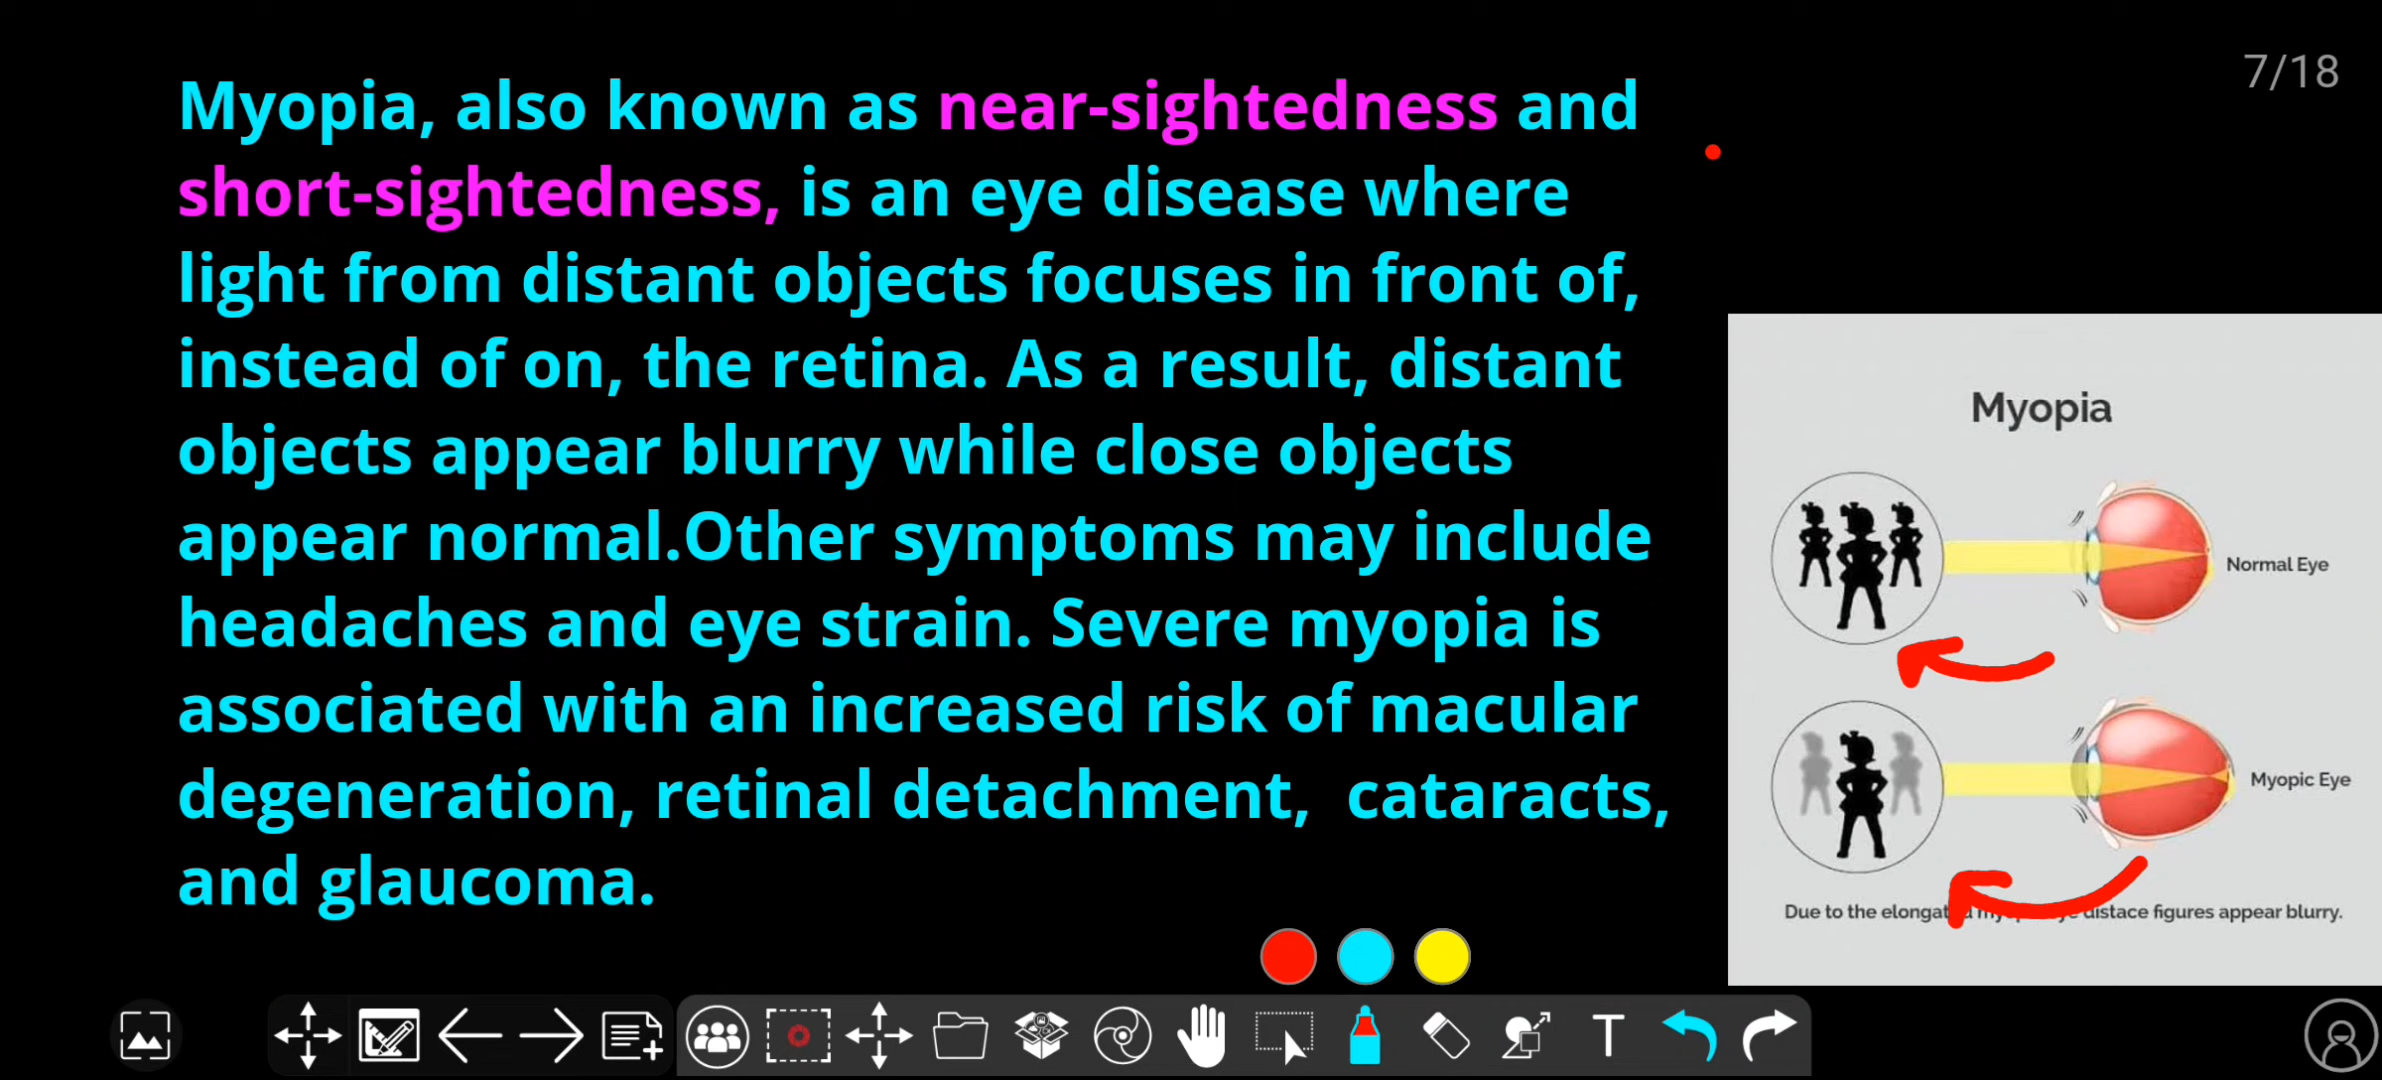 7/18
Myopia, also known as near-sightedness and
short-sightedness, is an eye disease where
light from distant objects focuses in front of,
instead of on, the retina. As a result, distant
objects appear blurry while close objects
appear normal.Other symptoms may include
headaches and eye strain. Severe myopia is
associated with an increased risk of macular
degeneration, retinal detachment, cataracts,
and glaucoma.
Myopia
Normal Eye
Myopic Eye
Due to the distace figures appear blurry.
T